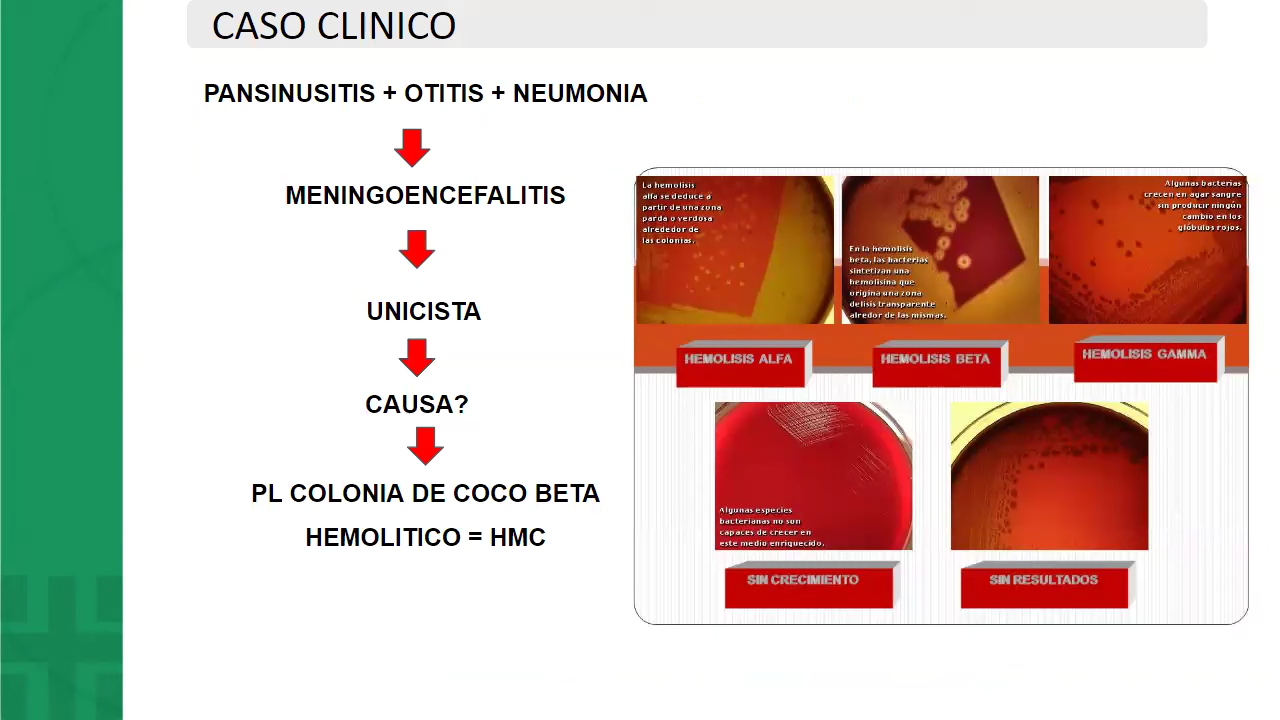 CASO CLINICO
PANSINUSITIS + OTITIS + NEUMONIA
MENINGOENCEFALITIS
UNICISTA
CAUSA?
PL COLONIA DE COCO BETA
HEMOLITICO = HMC
La hemolisis
alfa se deduce a
partir de una zona
parda o verdosa
alrededor de
las colonias.
En la hemolisis
beta, las bacterias
sintetizan una
hemolisina que
origina una zona
de lisis transparente
alredor de las mismas.
Algunas bacterias
crecen en agar sangre
sin producir ningún
cambio en los
glóbulos rojos.
HEMOLISIS ALFA
HEMOLISIS BETA
HEMOLISIS GAMMA
Algunas especies
bacterianas no son
capaces de crecer en
este medio enriquecido.
SIN CRECIMIENTO
SIN RESULTADOS